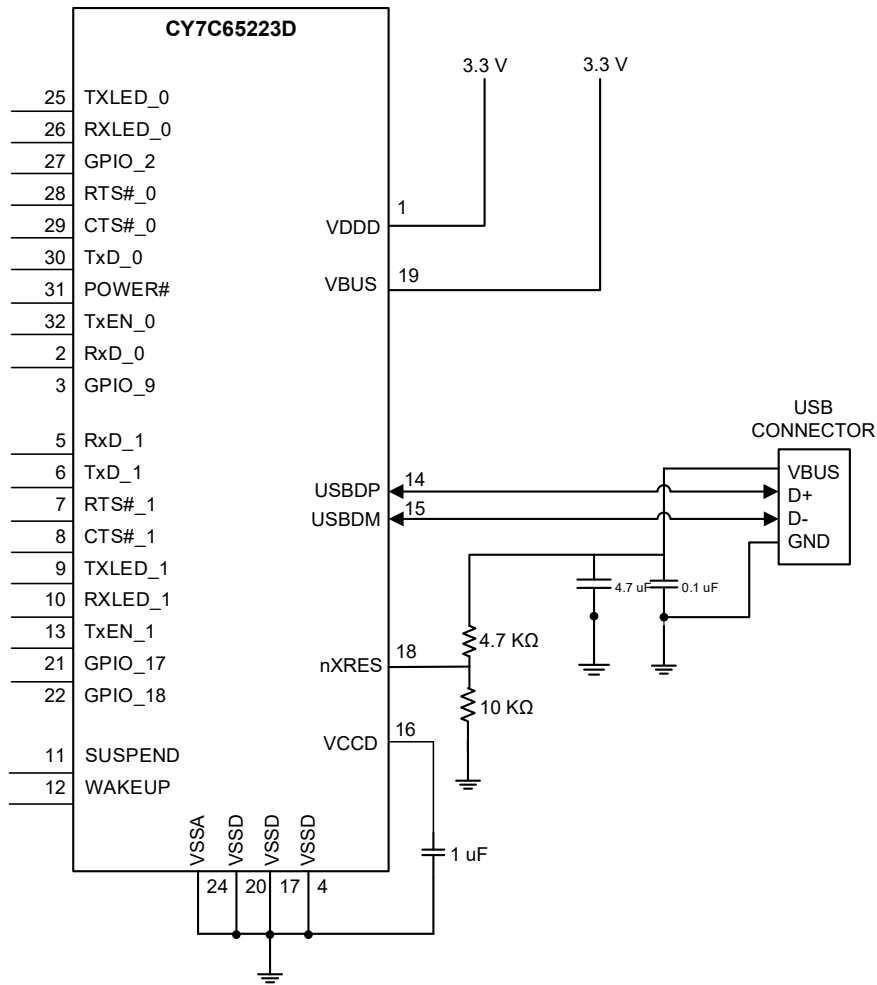 CY7C65223D
3.3 V
3.3 V
25 TXLED_0
26 RXLED_0
27 GPIO_2
28 RTS#_0
29 CTS#_0
30 TxD_0
31 POWER#
32 TxEN_0
2 RxD_0
3 GPIO_9
5 RxD_1
6 TxD_1
7 RTS#_1
8 CTS#_1
9 TXLED_1
10 RXLED_1
13 TxEN_1
21 GPIO_17
22 GPIO_18
11 SUSPEND
12 WAKEUP
VDDD 1
VBUS 19
USBDP 14
USBDM 15
nXRES 18
VCCD 16
VSSA
VSSD
VSSD
VSSD
24 20 17 4
USB
CONNECTOR
VBUS
D+
D-
GND
4.7 uF
0.1 uF
4.7 KΩ
10 KΩ
1 uF